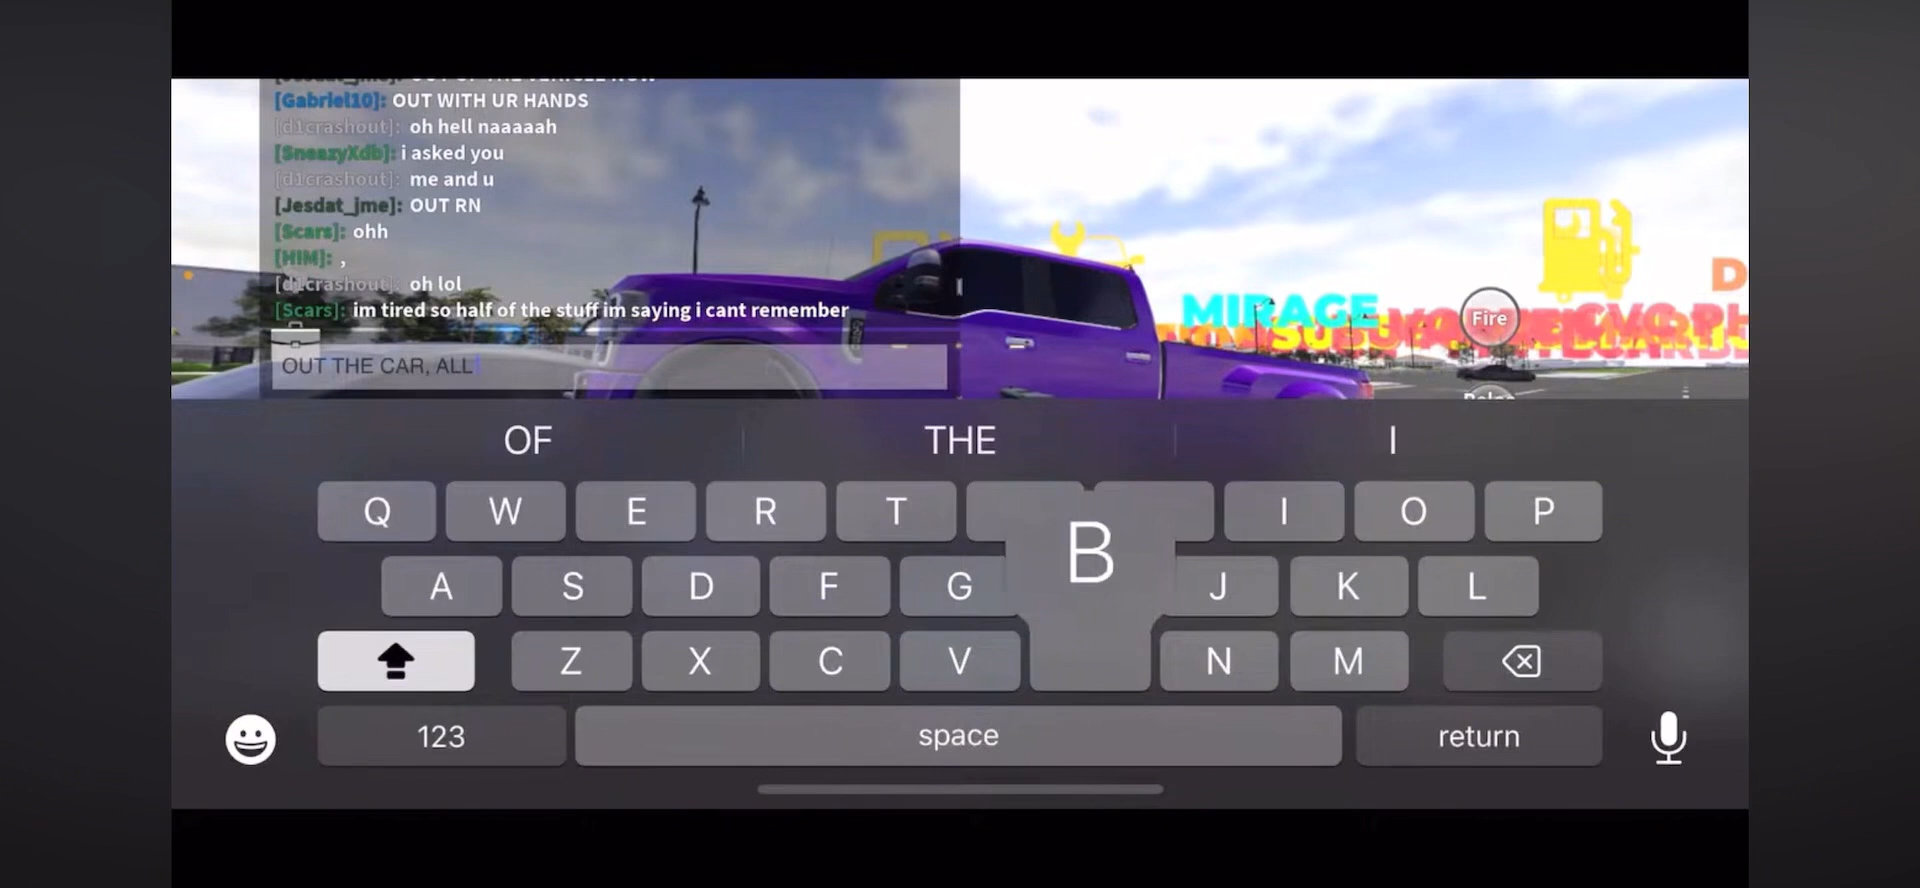 [Gabriel10]: OUT WITH UR HANDS
[d1crashout]: oh hell naaaaah
[SneazyXdb]: i asked you
[d1crashout]: me and u
[Jesdat_jme]: OUT RN
[Scars]: ohh
[HIM]: ,
[d1crashout]: oh lol
[Scars]: im tired so half of the stuff im saying i cant remember
OUT THE CAR, ALL
MIRAGE
Fire
OF THE I
Q W E R T I O P
B
A S D F G J K L
Z X C V N M
123 space return